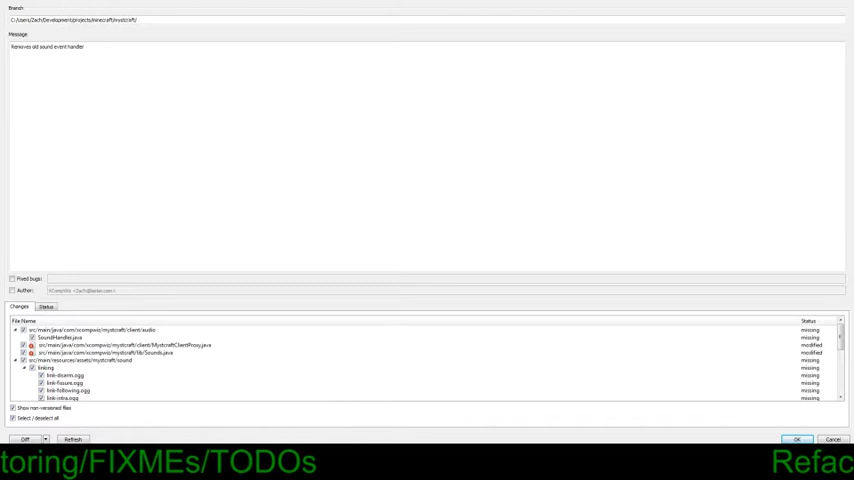 Branch
C:/Users/Zach/Development/projects/minecraft/mystcraft/
Message
Removes old sound event handler
Fixed bugs:
Author:
Changes
Status
File Name
Status
src/main/java/com/xcompwiz/mystcraft/client/audio
missing
SoundHandler.java
missing
src/main/java/com/xcompwiz/mystcraft/client/MystcraftClientProxy.java
modified
src/main/java/com/xcompwiz/mystcraft/lib/Sounds.java
modified
src/main/resources/assets/mystcraft/sound
missing
linking
missing
link-disarm.ogg
missing
link-fissure.ogg
missing
link-following.ogg
missing
link-intra.ogg
missing
Show non-versioned files
Select / deselect all
Diff
Refresh
OK
Cancel
toring/FIXMEs/TODOs
Refac